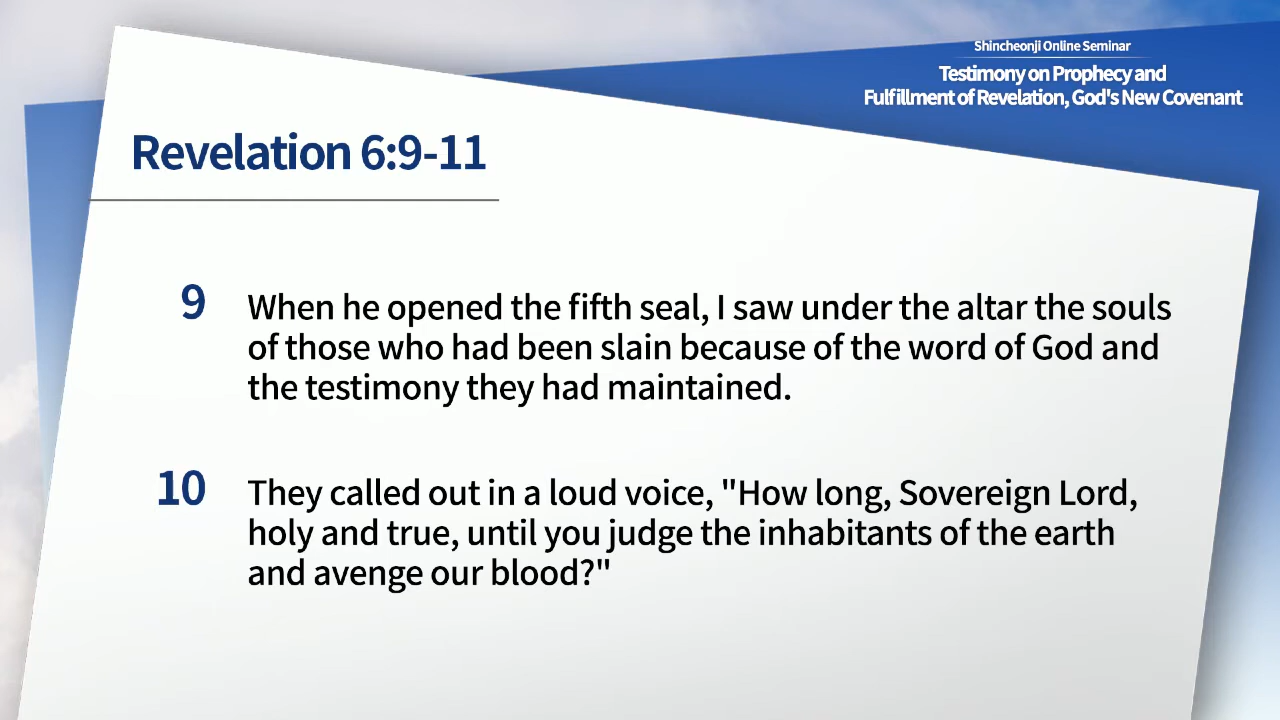 Shincheonji Online Seminar
Testimony on Prophecy and
Fulfillment of Revelation, God's New Covenant
Revelation 6:9-11
9 When he opened the fifth seal, I saw under the altar the souls
of those who had been slain because of the word of God and
the testimony they had maintained.
10 They called out in a loud voice, "How long, Sovereign Lord,
holy and true, until you judge the inhabitants of the earth
and avenge our blood?"